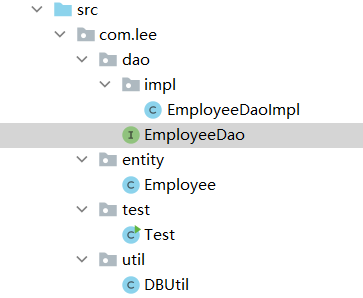 src
com.lee
dao
impl
C EmployeeDaoImpl
I EmployeeDao
entity
C Employee
test
C Test
util
C DBUtil